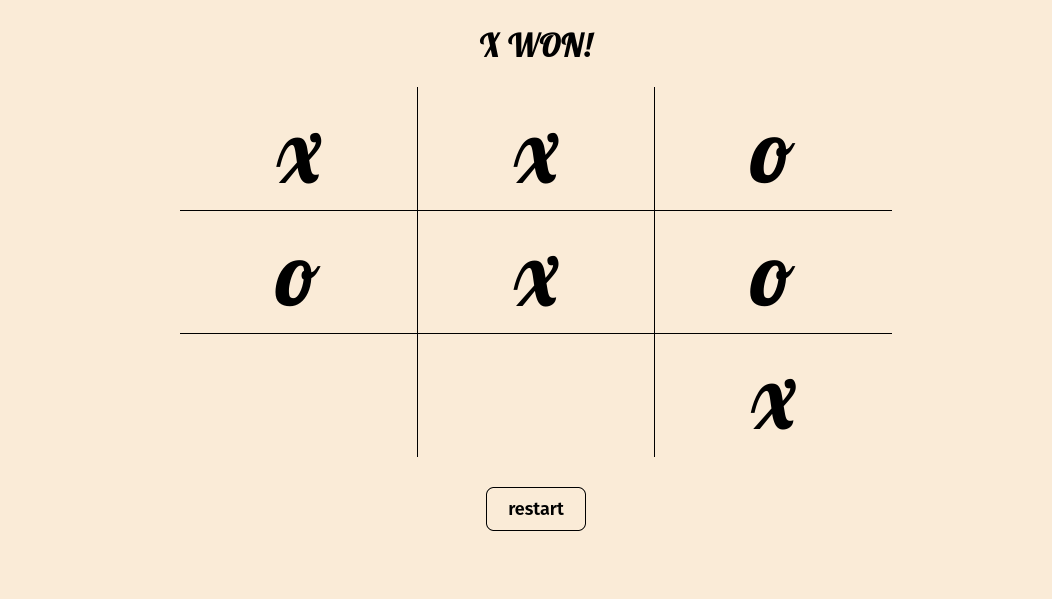 X WON!
X X O
O X O
X
restart